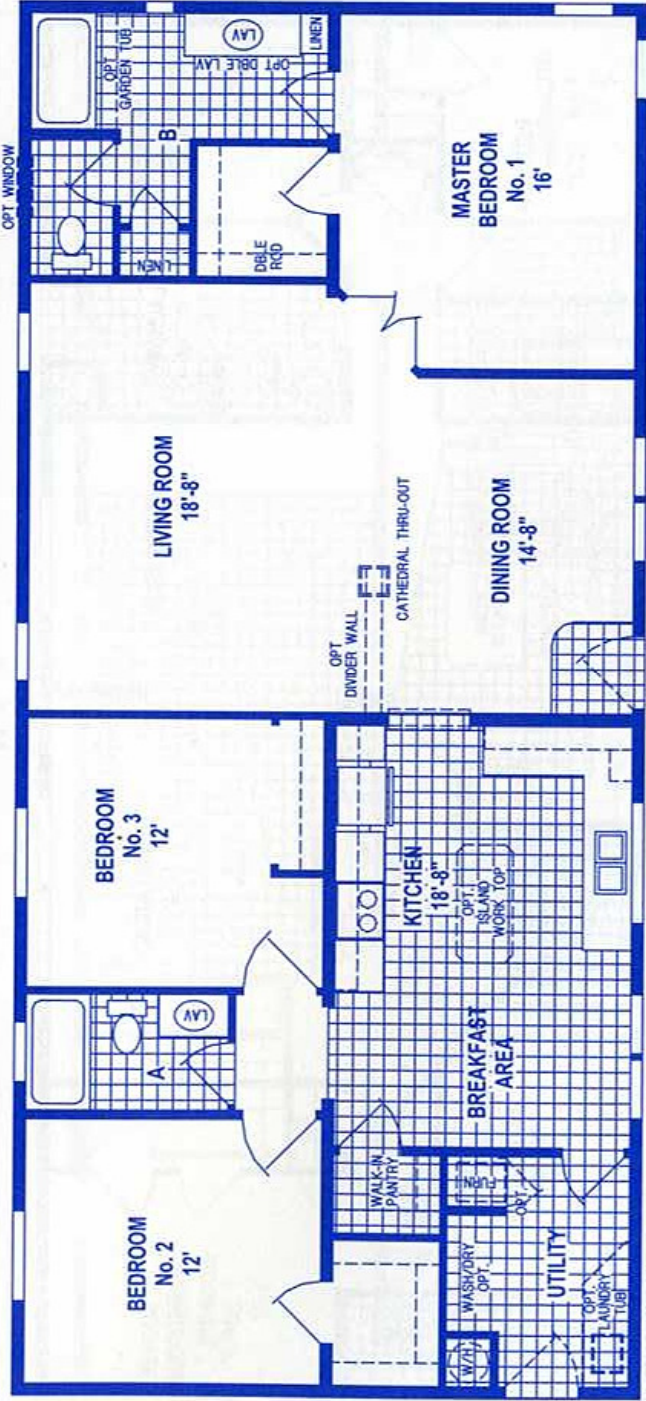 BEDROOM
No. 2
12'
A
LAV
BEDROOM
No. 3
12'
LIVING ROOM
18'-8"
OPT WINDOW
LINEN
B
OPT
GARDEN TUB
LAV
OPT DBLE LAV
LINEN
DBLE
ROD
WALK-IN
PANTRY
KITCHEN
18'-8"
OPT.
ISLAND
WORK TOP
BREAKFAST
AREA
OPT
DIVIDER WALL
CATHEDRAL THRU-OUT
DINING ROOM
14'-8"
MASTER
BEDROOM
No. 1
16'
W/H
WASH/DRY
OPT.
FURN
OPT.
UTILITY
OPT.
LAUNDRY
TUB